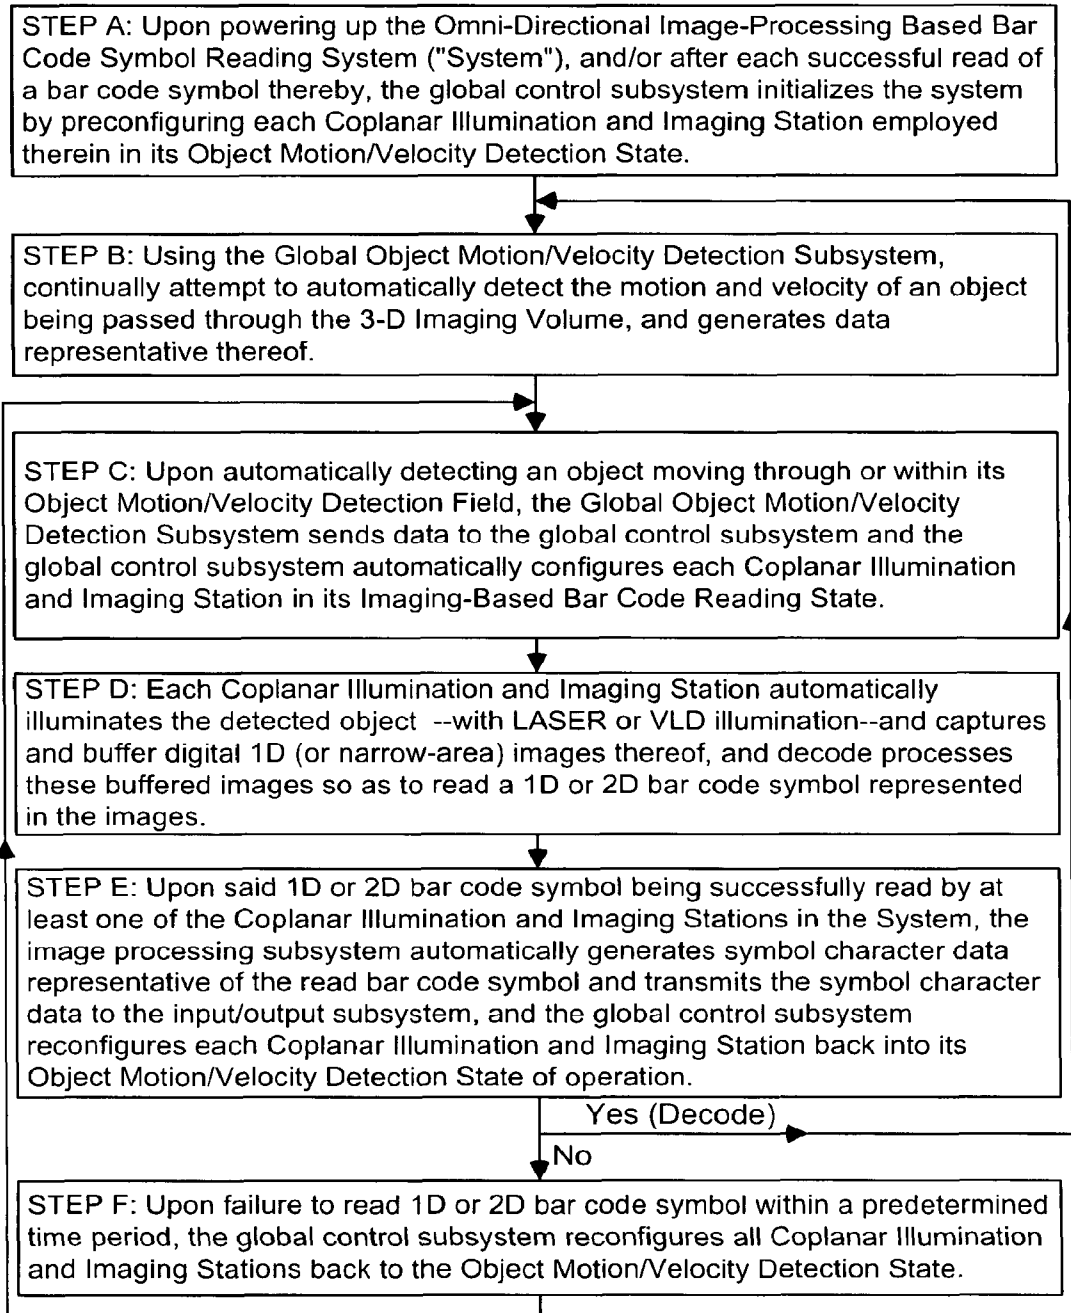 STEP A: Upon powering up the Omni-Directional Image-Processing Based Bar
Code Symbol Reading System ("System"), and/or after each successful read of
a bar code symbol thereby, the global control subsystem initializes the system
by preconfiguring each Coplanar Illumination and Imaging Station employed
therein in its Object Motion/Velocity Detection State.
STEP B: Using the Global Object Motion/Velocity Detection Subsystem,
continually attempt to automatically detect the motion and velocity of an object
being passed through the 3-D Imaging Volume, and generates data
representative thereof.
STEP C: Upon automatically detecting an object moving through or within its
Object Motion/Velocity Detection Field, the Global Object Motion/Velocity
Detection Subsystem sends data to the global control subsystem and the
global control subsystem automatically configures each Coplanar Illumination
and Imaging Station in its Imaging-Based Bar Code Reading State.
STEP D: Each Coplanar Illumination and Imaging Station automatically
illuminates the detected object --with LASER or VLD illumination--and captures
and buffer digital 1D (or narrow-area) images thereof, and decode processes
these buffered images so as to read a 1D or 2D bar code symbol represented
in the images.
STEP E: Upon said 1D or 2D bar code symbol being successfully read by at
least one of the Coplanar Illumination and Imaging Stations in the System, the
image processing subsystem automatically generates symbol character data
representative of the read bar code symbol and transmits the symbol character
data to the input/output subsystem, and the global control subsystem
reconfigures each Coplanar Illumination and Imaging Station back into its
Object Motion/Velocity Detection State of operation.
Yes (Decode)
No
STEP F: Upon failure to read 1D or 2D bar code symbol within a predetermined
time period, the global control subsystem reconfigures all Coplanar Illumination
and Imaging Stations back to the Object Motion/Velocity Detection State.